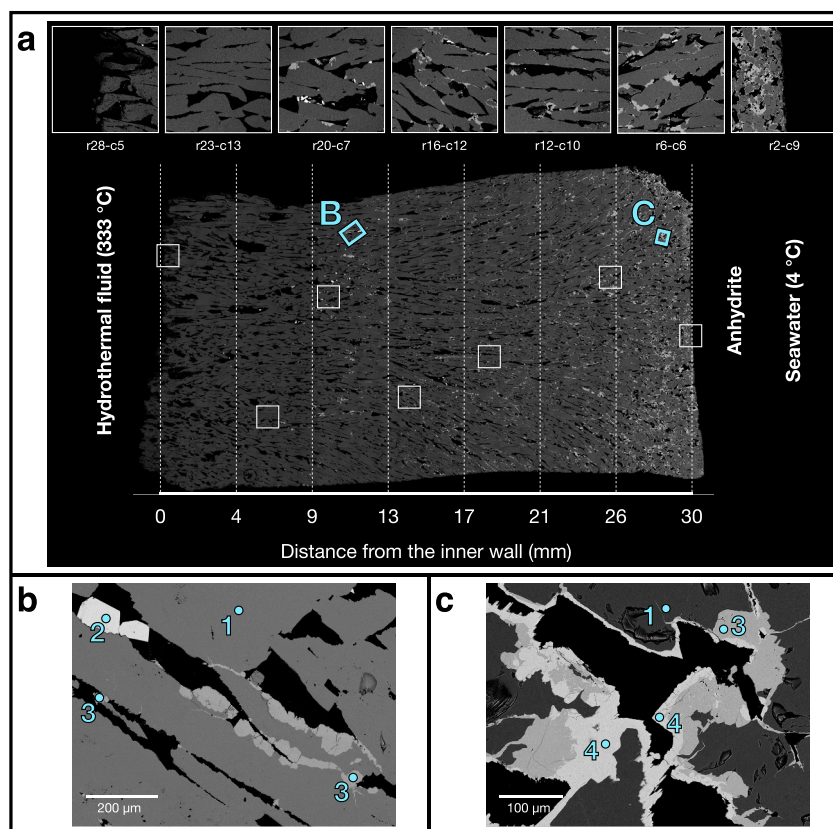 a
r28-c5 r23-c13 r20-c7 r16-c12 r12-c10 r6-c6 r2-c9
Hydrothermal fluid (333 °C)
B
C
Anhydrite
Seawater (4 °C)
0 4 9 13 17 21 26 30
Distance from the inner wall (mm)
b
1
2
3
3
200 µm
c
1
3
4
4
100 µm